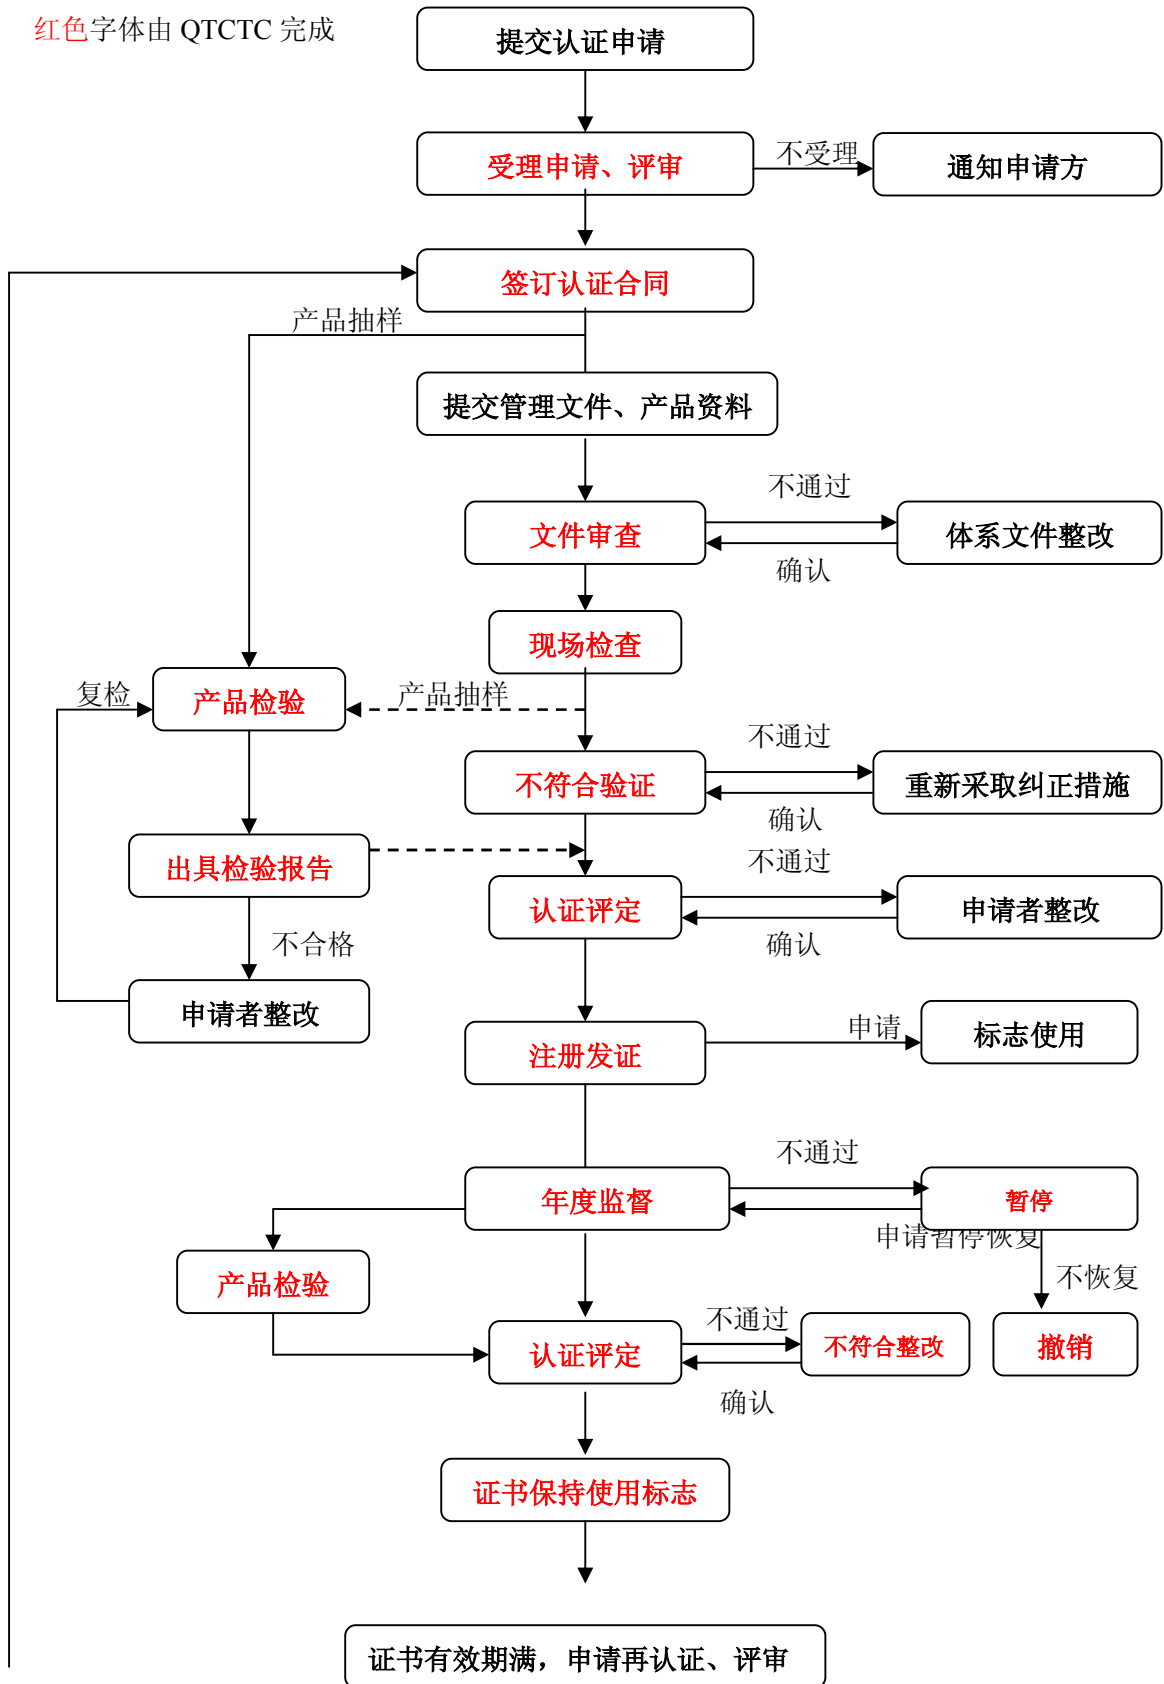 红色字体由 QTCTC 完成
提交认证申请
受理申请、评审
不受理
通知申请方
签订认证合同
产品抽样
提交管理文件、产品资料
不通过
文件审查
体系文件整改
确认
现场检查
复检
产品检验
产品抽样
不通过
不符合验证
重新采取纠正措施
确认
出具检验报告
不通过
认证评定
申请者整改
确认
不合格
申请者整改
申请
标志使用
注册发证
不通过
年度监督
暂停
申请暂停恢复
不恢复
产品检验
不通过
认证评定
不符合整改
撤销
确认
证书保持使用标志
证书有效期满，申请再认证、评审